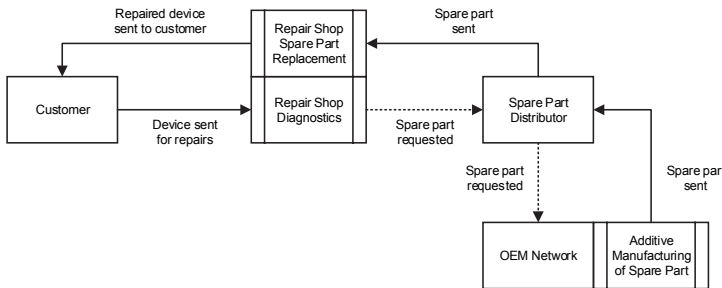 Repaired device
sent to customer
Repair Shop
Spare Part
Replacement
Spare part
sent
Customer
Device sent
for repairs
Repair Shop
Diagnostics
Spare part
requested
Spare Part
Distributor
Spare part
requested
Spare par
sent
OEM Network
Additive
Manufacturing
of Spare Part